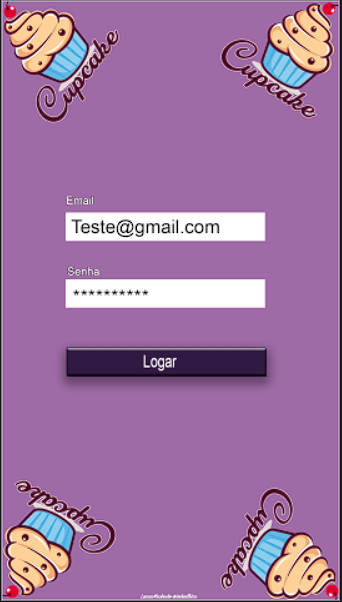 Cupcake
Cupcake
Email
Teste@gmail.com
Senha
**********
Logar
Cupcake
Cupcake